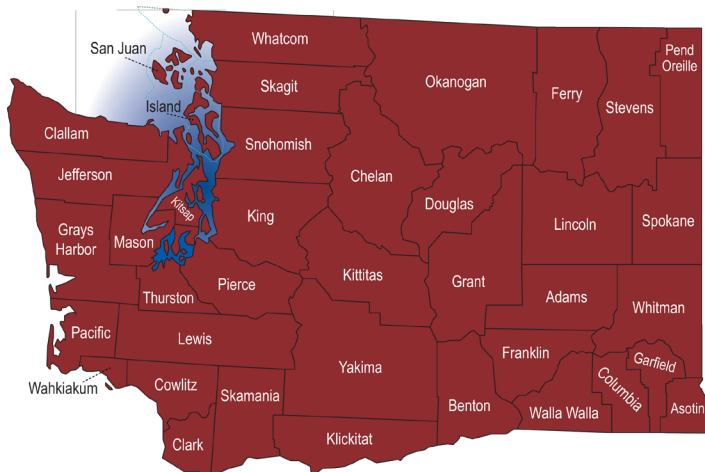 Whatcom
San Juan
Pend
Oreille
Skagit
Okanogan
Ferry
Stevens
Island
Clallam
Snohomish
Jefferson
Chelan
Douglas
Kitsap
King
Lincoln
Spokane
Grays
Harbor
Mason
Kittitas
Grant
Pierce
Adams
Whitman
Thurston
Pacific
Lewis
Franklin
Garfield
Yakima
Wahkiakum
Cowlitz
Skamania
Columbia
Benton
Walla Walla
Asotin
Clark
Klickitat